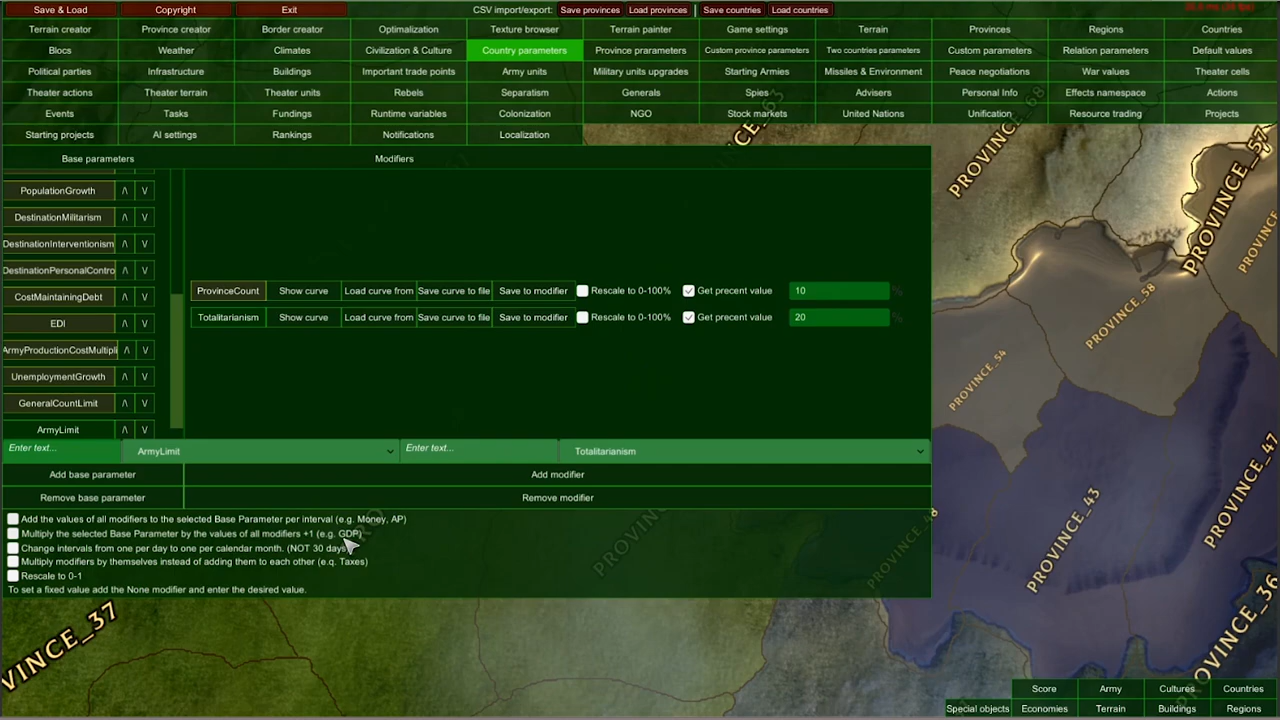 Save & Load Copyright Exit CSV import/export: Save provinces Load provinces | Save countries Load countries
Terrain creator Province creator Border creator Optimalization Texture browser Terrain painter Game settings Terrain Provinces Regions
Blocs Weather Climates Civilization & Culture Country parameters Province parameters Custom province parameters Two countries parameters Custom parameters Relation parameters Default values
Political parties Infrastructure Buildings Important trade points Army units Military units upgrades Starting Armies Missiles & Environment Peace negotiations War values Theater cells
Theater actions Theater terrain Theater units Rebels Separatism Generals Spies Advisers Personal Info Effects namespace Actions
Events Tasks Fundings Runtime variables Colonization NGO Stock markets United Nations Unification Resource trading Projects
Starting projects AI settings Rankings Notifications Localization
Base parameters Modifiers
PopulationGrowth /\ V
DestinationMilitarism /\ V
DestinationInterventionism /\ V
DestinationPersonalContro /\ V
ProvinceCount Show curve Load curve from Save curve to file Save to modifier Rescale to 0-100% Get precent value 10 %
CostMaintainingDebt /\ V
Totalitarianism Show curve Load curve from Save curve to file Save to modifier Rescale to 0-100% Get precent value 20 %
EDI /\ V
ArmyProductionCostMultipli /\ V
UnemploymentGrowth /\ V
GeneralCountLimit /\ V
ArmyLimit /\ V
Enter text... ArmyLimit Enter text... Totalitarianism
Add base parameter Add modifier
Remove base parameter Remove modifier
Add the values of all modifiers to the selected Base Parameter per interval (e.g. Money, AP)
Multiply the selected Base Parameter by the values of all modifiers +1 (e.g. GDP)
Change intervals from one per day to one per calendar month. (NOT 30 days
Multiply modifiers by themselves instead of adding them to each other (e.q. Taxes)
Rescale to 0-1
To set a fixed value add the None modifier and enter the desired value.
PROVINCE_57
PROVINCE_58
PROVINCE_54
PROVINCE_47
PROVINCE_43
PROVINCE_36
VINCE_37
Score Army Cultures Countries
Special objects Economies Terrain Buildings Regions